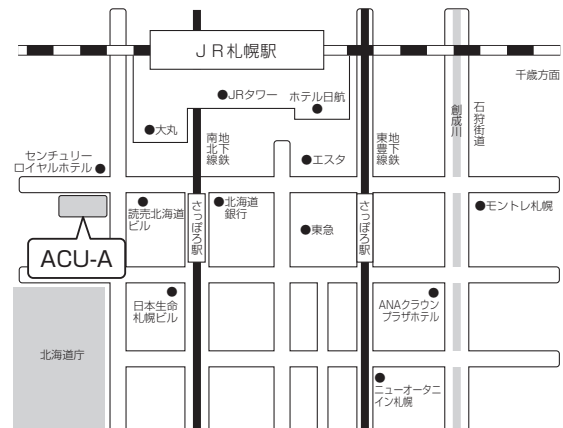 JR札幌駅
千歳方面
●JRタワー
ホテル日航
●大丸
地下鉄
南北線
地下鉄
東豊線
創成川
石狩街道
センチュリー
ロイヤルホテル●
●エスタ
読売北海道
ビル
さっぽろ駅
●北海道
銀行
●東急
さっぽろ駅
●モントレ札幌
ACU-A
日本生命
札幌ビル
ANAクラウン
プラザホテル
北海道庁
ニューオータニ
イン札幌